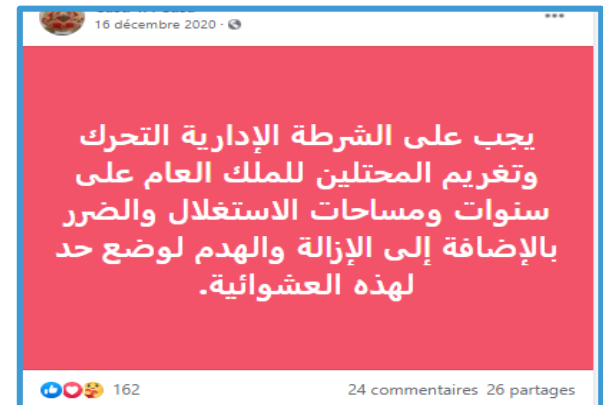 16 décembre 2020 ·
يجب على الشرطة الإدارية التحرك
وتغريم المحتلين للملك العام على
سنوات ومساحات الاستغلال والضرر
بالإضافة إلى الإزالة والهدم لوضع حد
لهذه العشوائية.
162
24 commentaires 26 partages